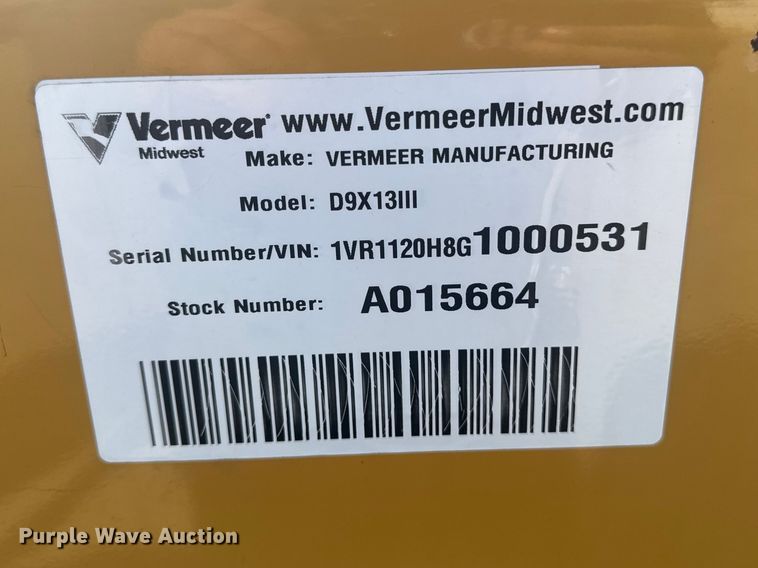 Vermeer www.VermeerMidwest.com
Midwest
Make: VERMEER MANUFACTURING
Model: D9X13III
Serial Number/VIN: 1VR1120H8G1000531
Stock Number: A015664
Purple Wave Auction